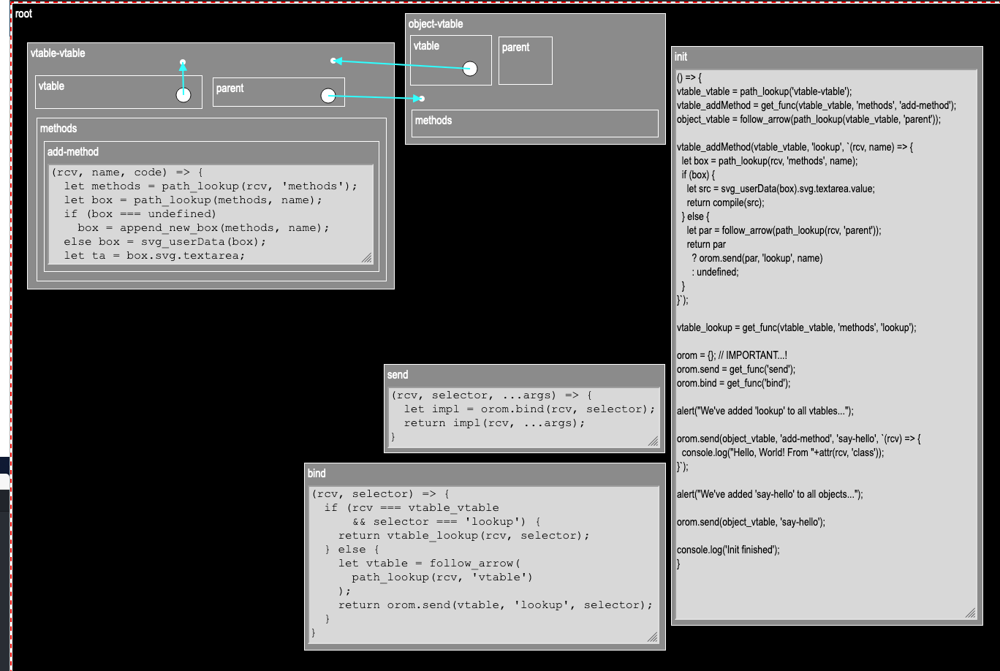 root
vtable-vtable
vtable
parent
methods
add-method
(rcv, name, code) => {
  let methods = path_lookup(rcv, 'methods');
  let box = path_lookup(methods, name);
  if (box === undefined)
    box = append_new_box(methods, name);
  else box = svg_userData(box);
  let ta = box.svg.textarea;
object-vtable
vtable
parent
methods
send
(rcv, selector, ...args) => {
  let impl = orom.bind(rcv, selector);
  return impl(rcv, ...args);
}
bind
(rcv, selector) => {
  if (rcv === vtable_vtable
      && selector === 'lookup') {
    return vtable_lookup(rcv, selector);
  } else {
    let vtable = follow_arrow(
      path_lookup(rcv, 'vtable')
    );
    return orom.send(vtable, 'lookup', selector);
  }
}
init
() => {
vtable_vtable = path_lookup('vtable-vtable');
vtable_addMethod = get_func(vtable_vtable, 'methods', 'add-method');
object_vtable = follow_arrow(path_lookup(vtable_vtable, 'parent'));

vtable_addMethod(vtable_vtable, 'lookup', `(rcv, name) => {
  let box = path_lookup(rcv, 'methods', name);
  if (box) {
    let src = svg_userData(box).svg.textarea.value;
    return compile(src);
  } else {
    let par = follow_arrow(path_lookup(rcv, 'parent'));
    return par
      ? orom.send(par, 'lookup', name)
      : undefined;
  }
}`);

vtable_lookup = get_func(vtable_vtable, 'methods', 'lookup');

orom = {}; // IMPORTANT...!
orom.send = get_func('send');
orom.bind = get_func('bind');

alert("We've added 'lookup' to all vtables...");

orom.send(object_vtable, 'add-method', 'say-hello', `(rcv) => {
  console.log("Hello, World! From "+attr(rcv, 'class'));
}`);

alert("We've added 'say-hello' to all objects...");

orom.send(object_vtable, 'say-hello');

console.log('Init finished');
}